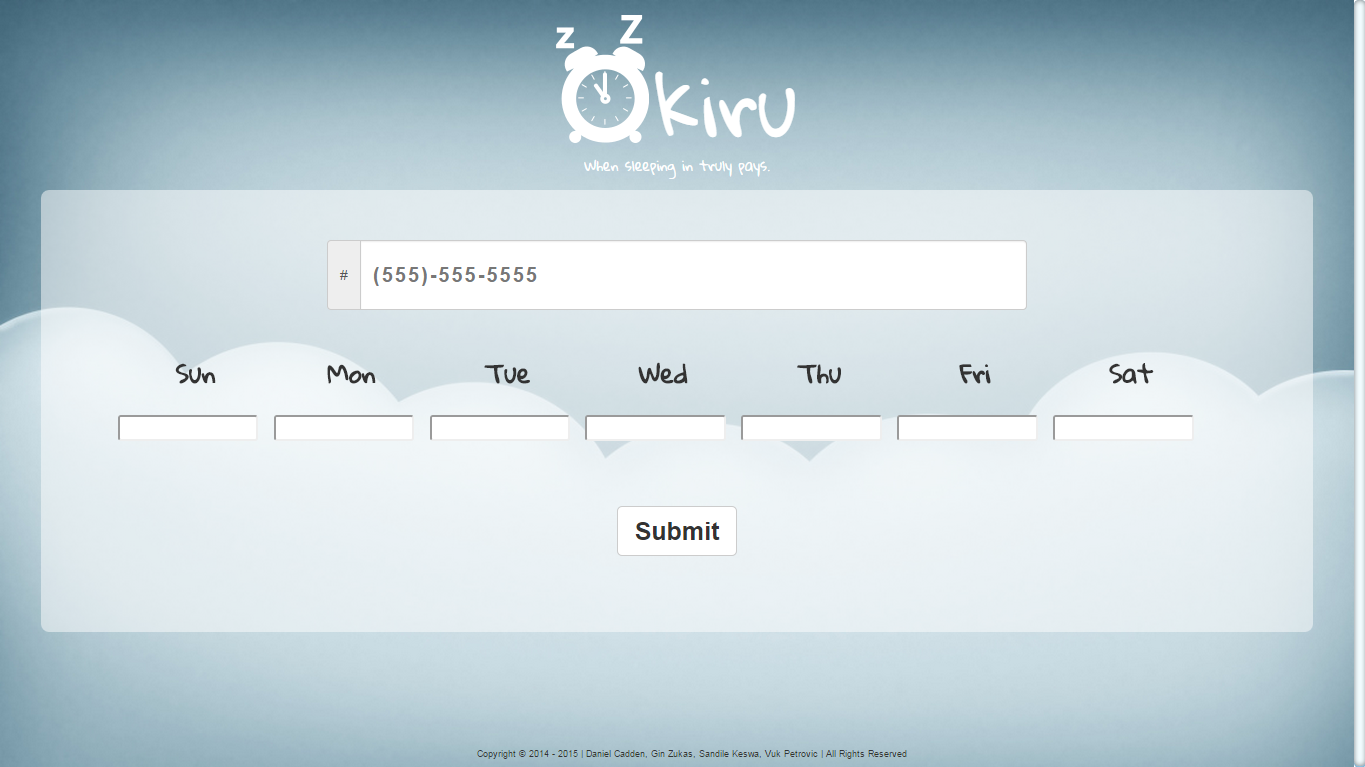 z Z
kiru
When sleeping in truly pays.
# (555)-555-5555
Sun Mon Tue Wed Thu Fri Sat
Submit
Copyright © 2014 - 2015 | Daniel Cadden, Gin Zukas, Sandile Keswa, Vuk Petrovic | All Rights Reserved